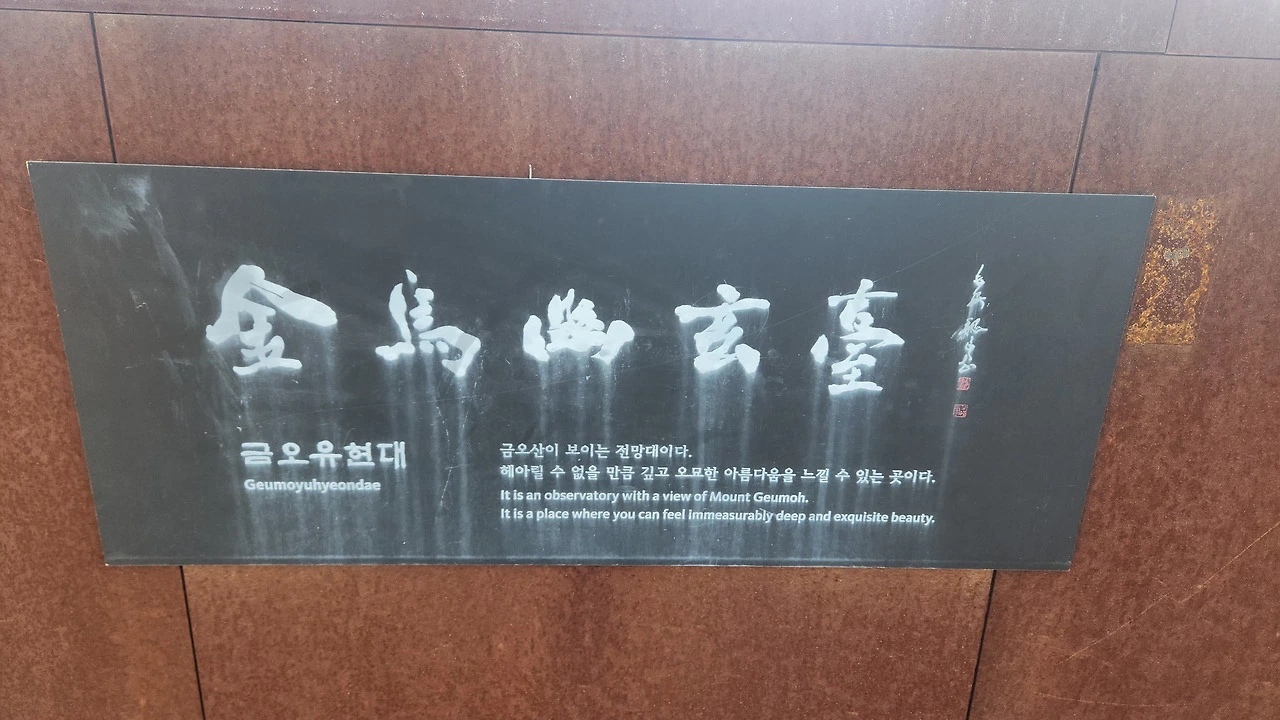 金烏幽玄臺
금오유현대
Geumoyuhyeondae
금오산이 보이는 전망대이다.
헤아릴 수 없을 만큼 깊고 오묘한 아름다움을 느낄 수 있는 곳이다.
It is an observatory with a view of Mount Geumoh.
It is a place where you can feel immeasurably deep and exquisite beauty.